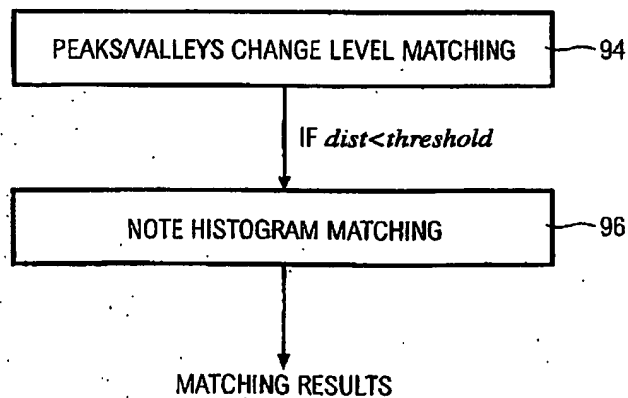 PEAKS/VALLEYS CHANGE LEVEL MATCHING
94
IF dist<threshold
NOTE HISTOGRAM MATCHING
96
MATCHING RESULTS